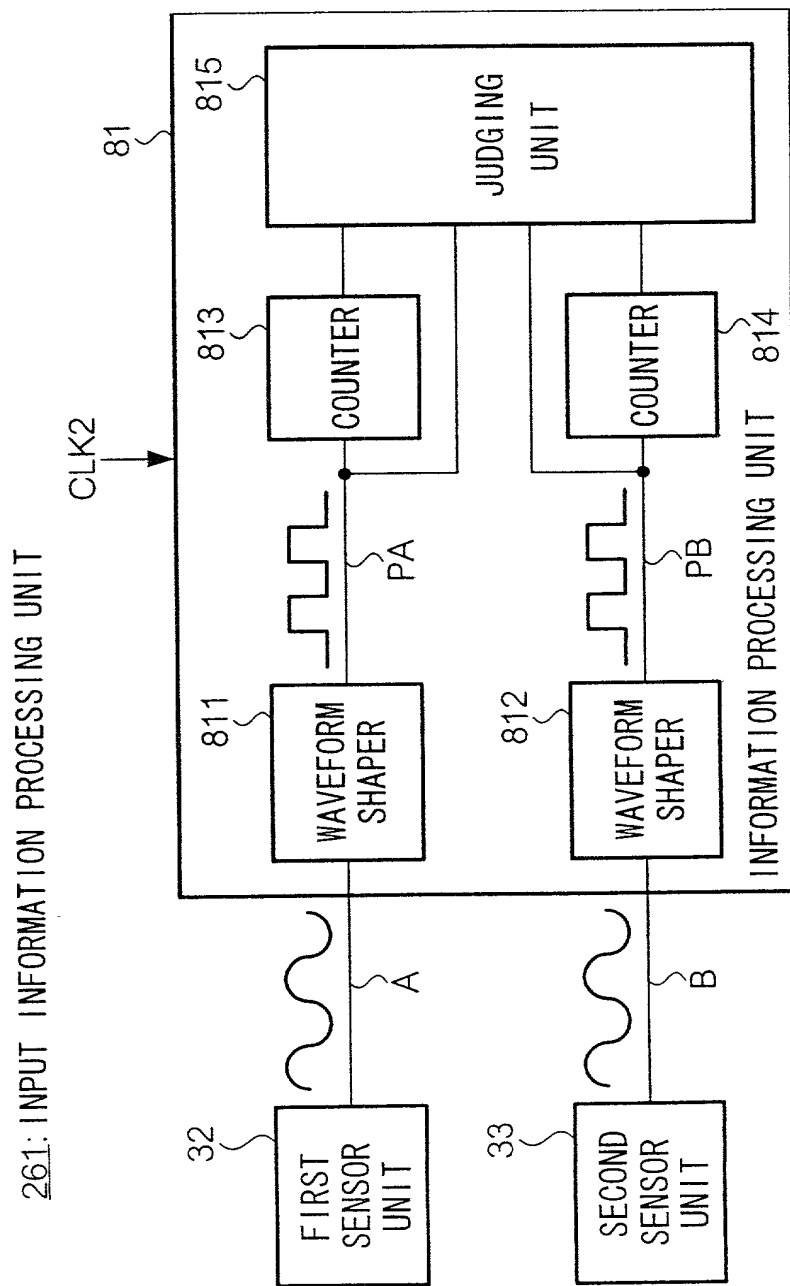 261: INPUT INFORMATION PROCESSING UNIT
CLK2
81
32
FIRST
SENSOR
UNIT
A
811
WAVEFORM
SHAPER
PA
813
COUNTER
815
JUDGING
UNIT
33
SECOND
SENSOR
UNIT
B
812
WAVEFORM
SHAPER
PB
COUNTER
814
INFORMATION PROCESSING UNIT